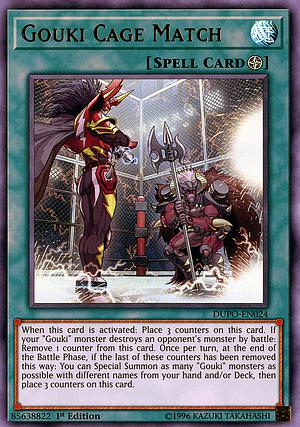 Gouki Cage Match
[Spell Card]
DUPO-EN024
When this card is activated: Place 3 counters on this card. If
your "Gouki" monster destroys an opponent's monster by battle:
Remove 1 counter from this card. Once per turn, at the end of
the Battle Phase, if the last of these counters has been removed
this way: You can Special Summon as many "Gouki" monsters as
possible with different names from your hand and/or Deck, then
place 3 counters on this card.
85638822 1st Edition ©1996 KAZUKI TAKAHASHI